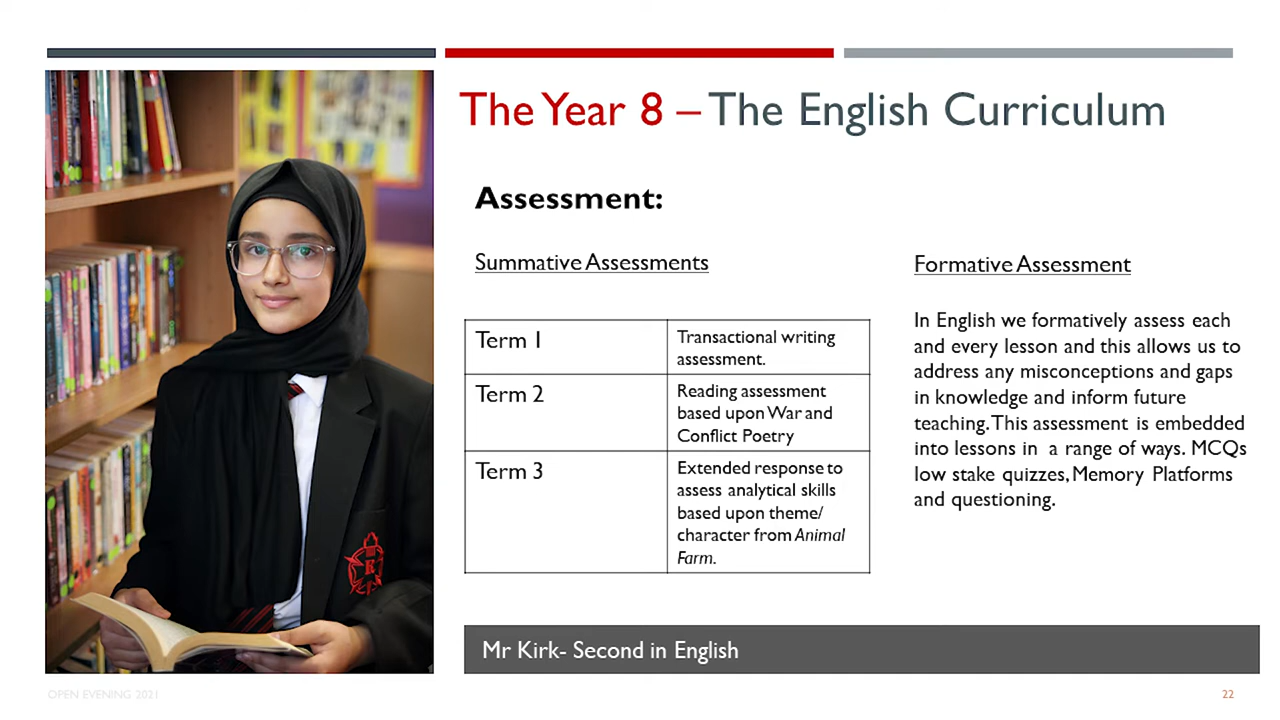 The Year 8 – The English Curriculum
Assessment:
Summative Assessments
Term 1
Transactional writing
assessment.
Term 2
Reading assessment
based upon War and
Conflict Poetry
Term 3
Extended response to
assess analytical skills
based upon theme/
character from Animal
Farm.
Formative Assessment
In English we formatively assess each
and every lesson and this allows us to
address any misconceptions and gaps
in knowledge and inform future
teaching. This assessment is embedded
into lessons in a range of ways. MCQs
low stake quizzes, Memory Platforms
and questioning.
Mr Kirk- Second in English
OPEN EVENING 2021
22